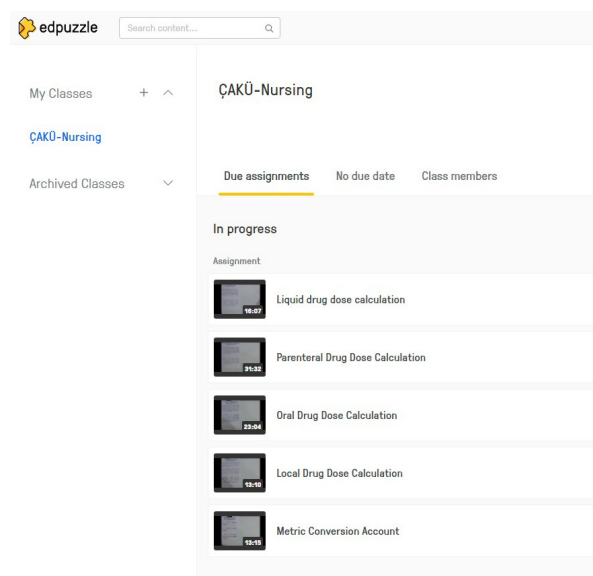 edpuzzle
Search content...
My Classes
ÇAKÜ-Nursing
Archived Classes
ÇAKÜ-Nursing
Due assignments No due date Class members
In progress
Assignment
16:07
Liquid drug dose calculation
31:32
Parenteral Drug Dose Calculation
23:04
Oral Drug Dose Calculation
13:10
Local Drug Dose Calculation
13:15
Metric Conversion Account